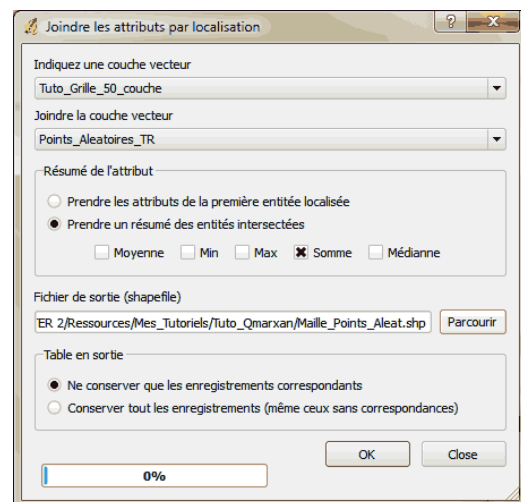 Joindre les attributs par localisation
Indiquez une couche vecteur
Tuto_Grille_50_couche
Joindre la couche vecteur
Points_Aleatoires_TR
Résumé de l'attribut
Prendre les attributs de la première entitée localisée
Prendre un résumé des entités intersectées
Moyenne Min Max Somme Médianne
Fichier de sortie (shapefile)
'ER 2/Ressources/Mes_Tutoriels/Tuto_Qmarxan/Maille_Points_Aleat.shp Parcourir
Table en sortie
Ne conserver que les enregistrements correspondants
Conserver tout les enregistrements (même ceux sans correspondances)
OK Close
0%